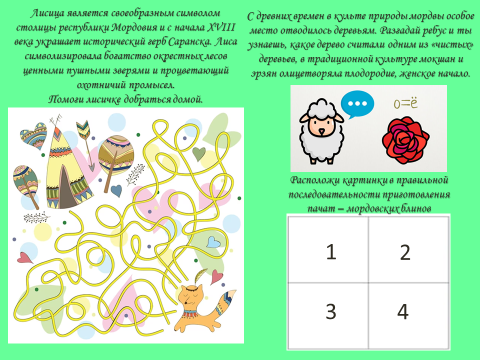 Лисица является своеобразным символом
столицы республики Мордовия и с начала XVIII
века украшает исторический герб Саранска. Лиса
символизировала богатство окрестных лесов
ценными пушными зверями и процветающий
охотничий промысел.
Помоги лисичке добраться домой.
С древних времен в культе природы мордвы особое
место отводилось деревьям. Разгадай ребус и ты
узнаешь, какое дерево считали одним из «чистых»
деревьев, в традиционной культуре мокшан и
эрзян олицетворяла плодородие, женское начало.
о=ё
Расположи картинки в правильной
последовательности приготовления
пачат – мордовских блинов
1 2
3 4